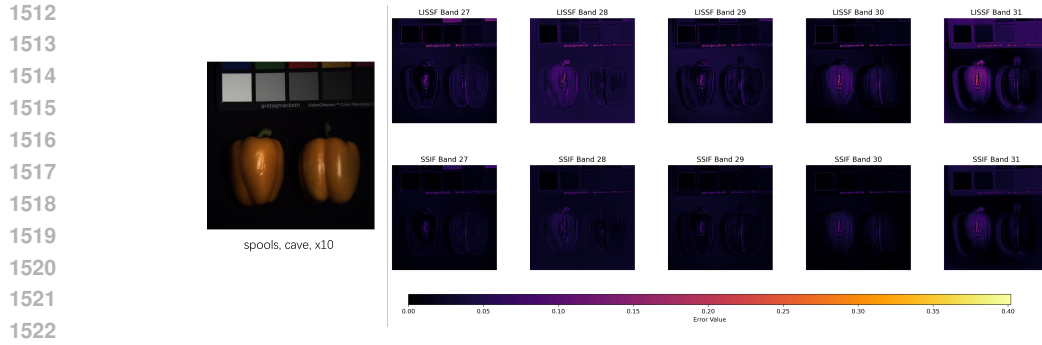 1512
1513
1514
1515
1516
1517
1518
1519
1520
1521
1522
LISSF Band 27
LISSF Band 28
LISSF Band 29
LISSF Band 30
LISSF Band 31
SSIF Band 27
SSIF Band 28
SSIF Band 29
SSIF Band 30
SSIF Band 31
spools, cave, x10
0.00
0.05
0.10
0.15
0.20
0.25
0.30
0.35
0.40
Error Value